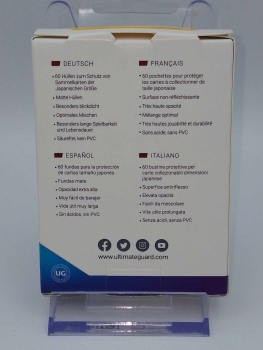 DEUTSCH
• 60 Hüllen zum Schutz von
Sammelkarten der
Japanischen Größe
• Matte Hüllen
• Besonders blickdicht
• Optimales Mischen
• Besonders lange Spielbarkeit
und Lebensdauer
• Säurefrei, kein PVC
FRANÇAIS
• 60 pochettes pour protéger
les cartes à collectionner de
taille japonaise
• Surface non-réfléchissante
• Très haute opacité
• Mélange optimal
• Très hautes jouabilité et durabilité
• Sans acide, sans PVC
ESPAÑOL
• 60 fundas para la protección
de cartas tamaño japonés
• Fundas mate
• Opacidad extra alta
• Muy fácil de barajar
• Vida útil muy larga
• Sin ácidos, sin PVC
ITALIANO
• 60 bustine protettive per
carte collezionabili dimensioni
japanese
• Superfice antiriflesso
• Elevata opacità
• Facili da mescolare
• Vita utile prolungata
• Senza acidi, senza PVC
www.ultimateguard.com
UG